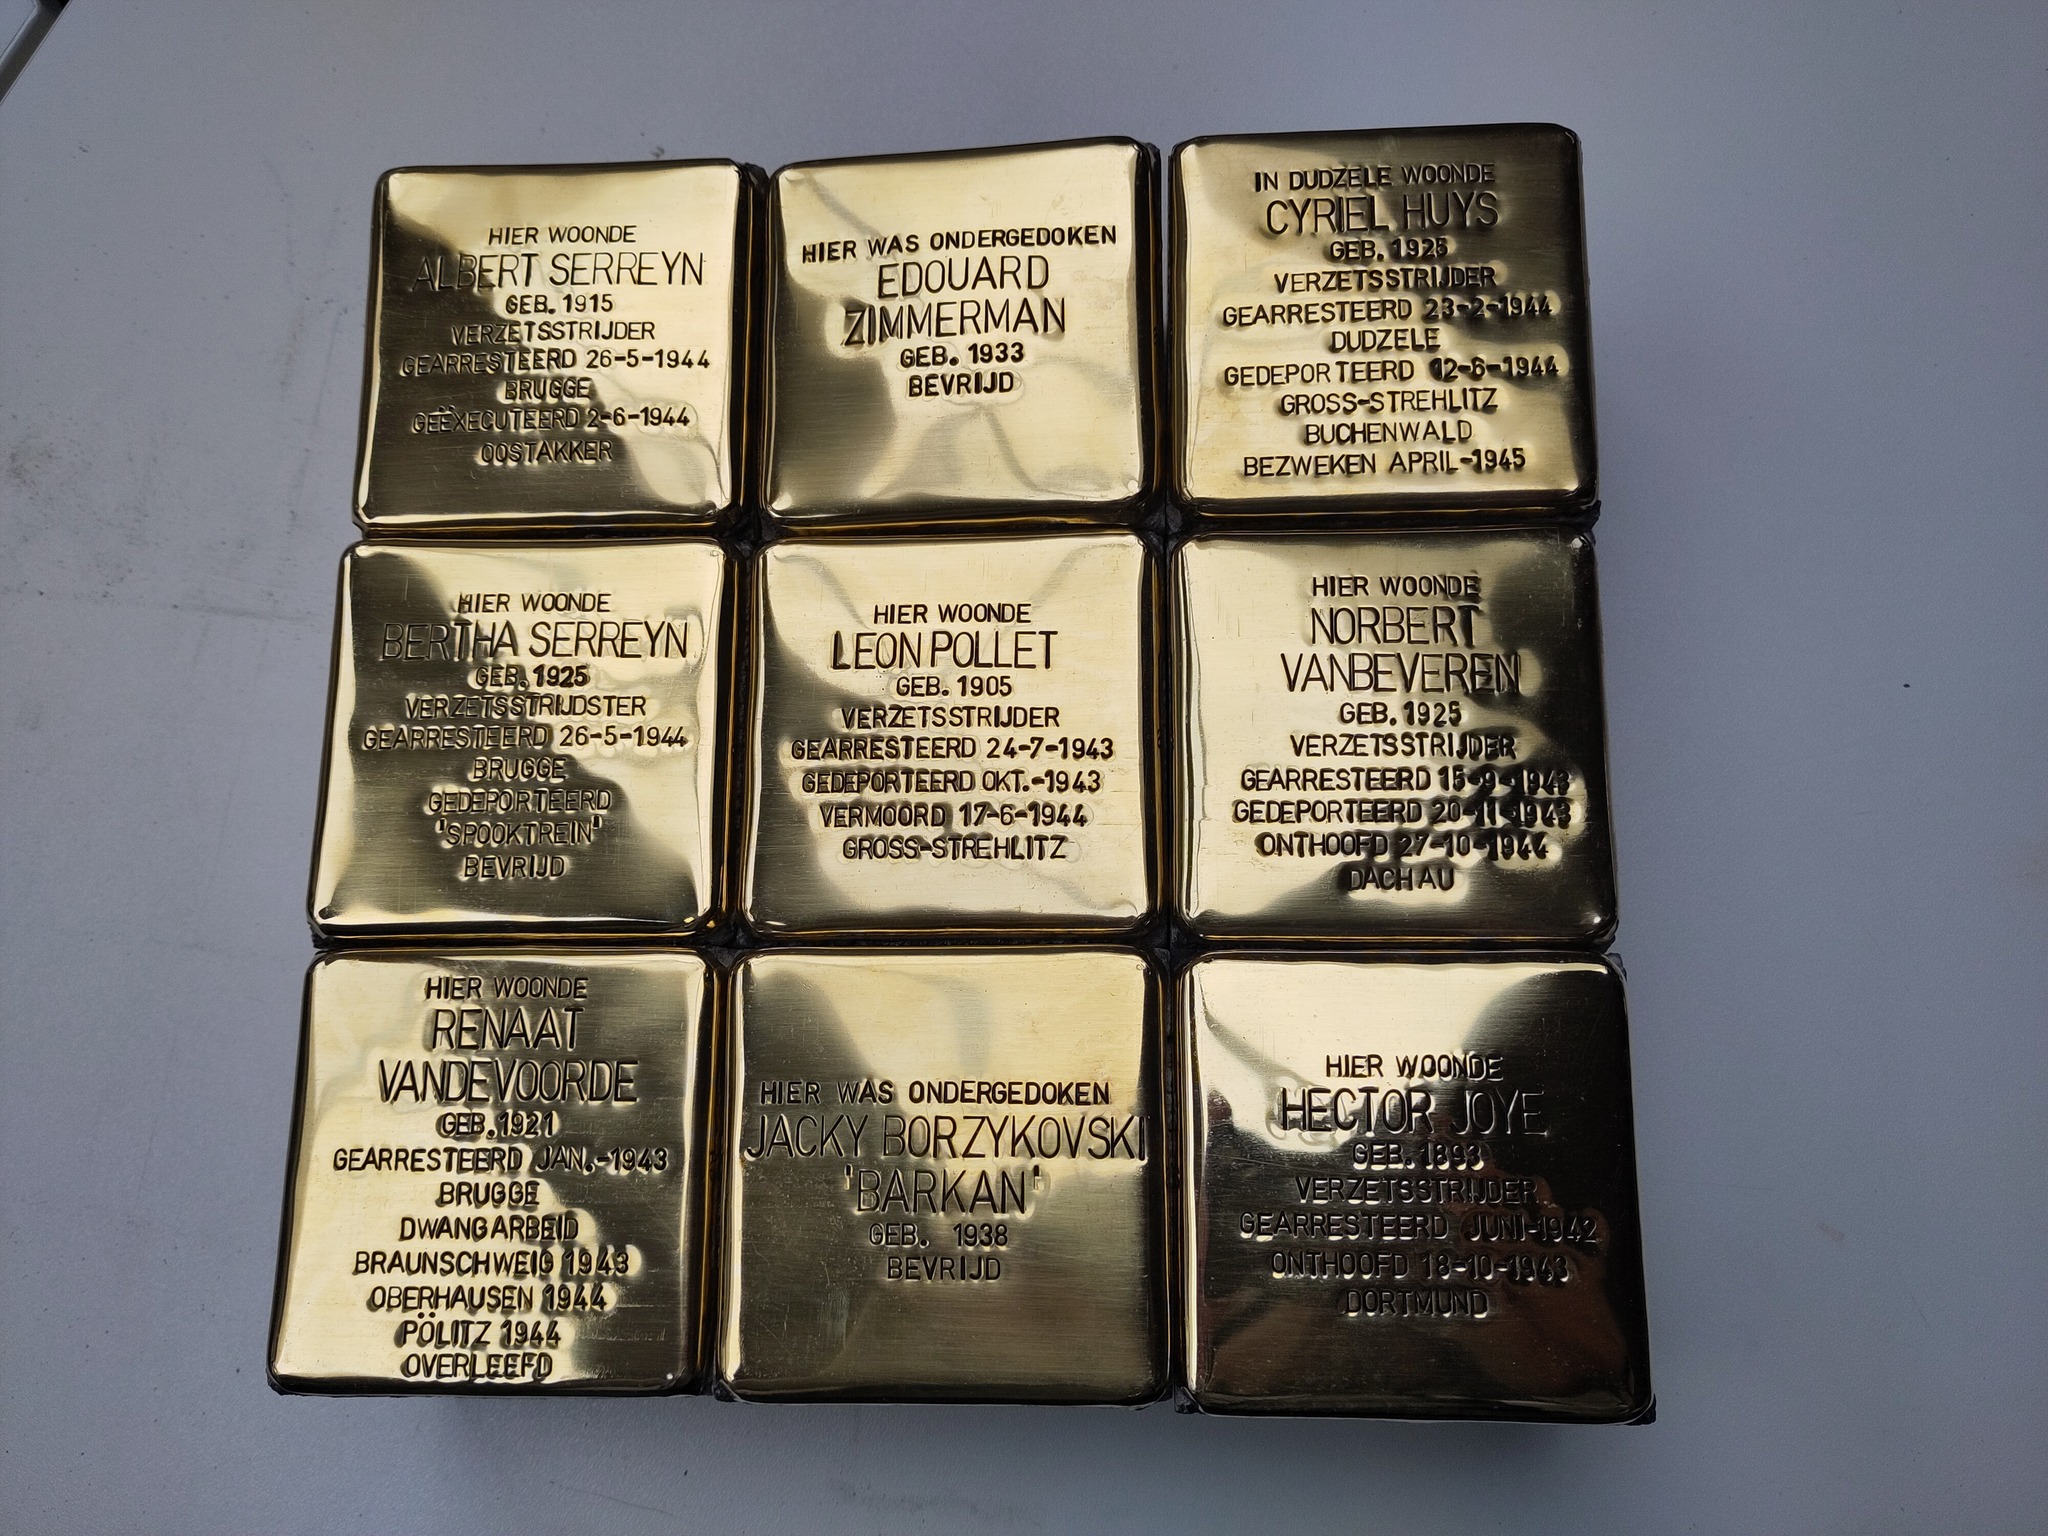 HIER WOONDE
ALBERT SERREYN
GEB. 1915
VERZETSSTRIJDER
GEARRESTEERD 26-5-1944
BRUGGE
GEËXECUTEERD 2-6-1944
OOSTAKKER
HIER WAS ONDERGEDOKEN
EDOUARD
ZIMMERMAN
GEB. 1933
BEVRIJD
IN DUDZELE WOONDE
CYRIEL HUYS
GEB. 1925
VERZETSSTRIJDER
GEARRESTEERD 23-2-1944
DUDZELE
GEDEPORTEERD 12-6-1944
GROSS-STREHLITZ
BUCHENWALD
BEZWEKEN APRIL-1945
HIER WOONDE
BERTHA SERREYN
GEB. 1925
VERZETSSTRIJDSTER
GEARRESTEERD 26-5-1944
BRUGGE
GEDEPORTEERD
'SPOOKTREIN'
BEVRIJD
HIER WOONDE
LEON POLLET
GEB. 1905
VERZETSSTRIJDER
GEARRESTEERD 24-7-1943
GEDEPORTEERD OKT.-1943
VERMOORD 17-6-1944
GROSS-STREHLITZ
HIER WOONDE
NORBERT
VANBEVEREN
GEB. 1925
VERZETSSTRIJDER
GEARRESTEERD 15-9-1943
GEDEPORTEERD 20-11-1943
ONTHOOFD 27-10-1944
DACHAU
HIER WOONDE
RENAAT
VANDEVOORDE
GEB. 1921
GEARRESTEERD JAN.-1943
BRUGGE
DWANGARBEID
BRAUNSCHWEIG 1943
OBERHAUSEN 1944
PÖLITZ 1944
OVERLEEFD
HIER WAS ONDERGEDOKEN
JACKY BORZYKOVSKI
'BARKAN'
GEB. 1938
BEVRIJD
HIER WOONDE
HECTOR JOYE
GEB. 1893
VERZETSSTRIJDER
GEARRESTEERD JUNI-1942
ONTHOOFD 18-10-1943
DORTMUND